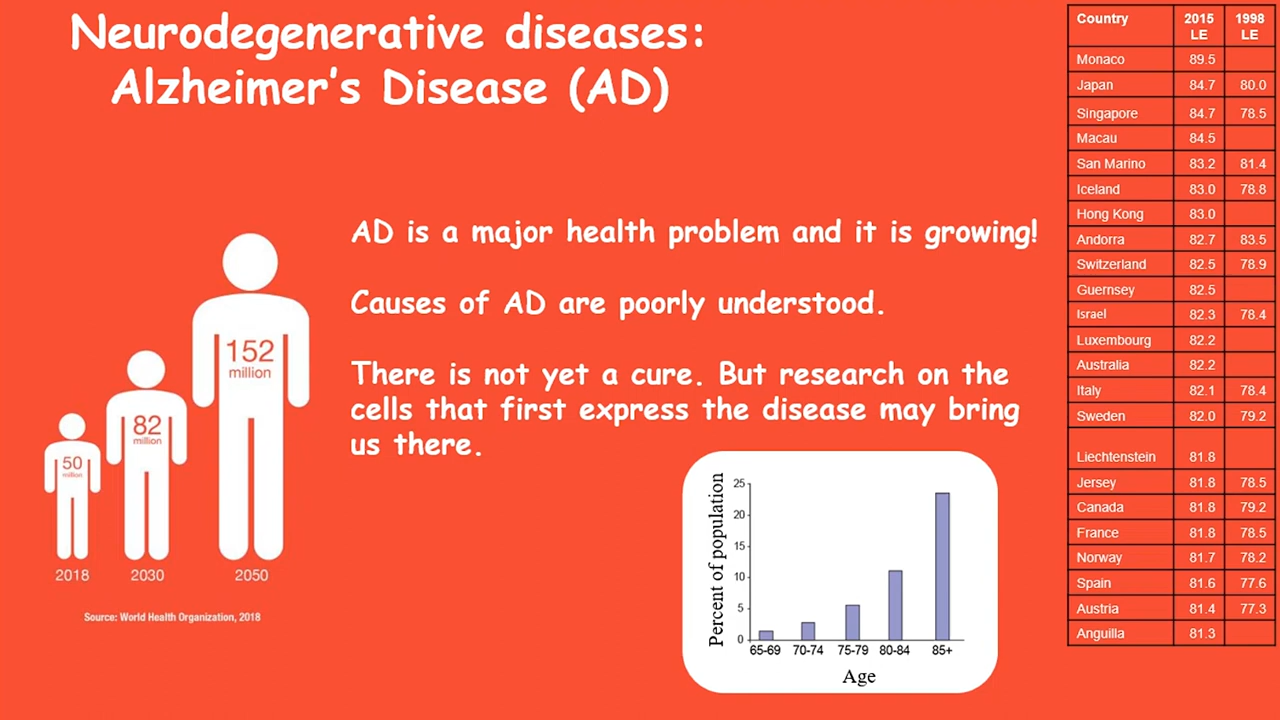 Neurodegenerative diseases:
Alzheimer's Disease (AD)
AD is a major health problem and it is growing!
Causes of AD are poorly understood.
There is not yet a cure. But research on the
cells that first express the disease may bring
us there.
50
million
82
million
152
million
2018
2030
2050
Source: World Health Organization, 2018
Percent of population
25
20
15
10
5
0
65-69 70-74 75-79 80-84 85+
Age
Country 2015 LE 1998 LE
Monaco 89.5
Japan 84.7 80.0
Singapore 84.7 78.5
Macau 84.5
San Marino 83.2 81.4
Iceland 83.0 78.8
Hong Kong 83.0
Andorra 82.7 83.5
Switzerland 82.5 78.9
Guernsey 82.5
Israel 82.3 78.4
Luxembourg 82.2
Australia 82.2
Italy 82.1 78.4
Sweden 82.0 79.2
Liechtenstein 81.8
Jersey 81.8 78.5
Canada 81.8 79.2
France 81.8 78.5
Norway 81.7 78.2
Spain 81.6 77.6
Austria 81.4 77.3
Anguilla 81.3